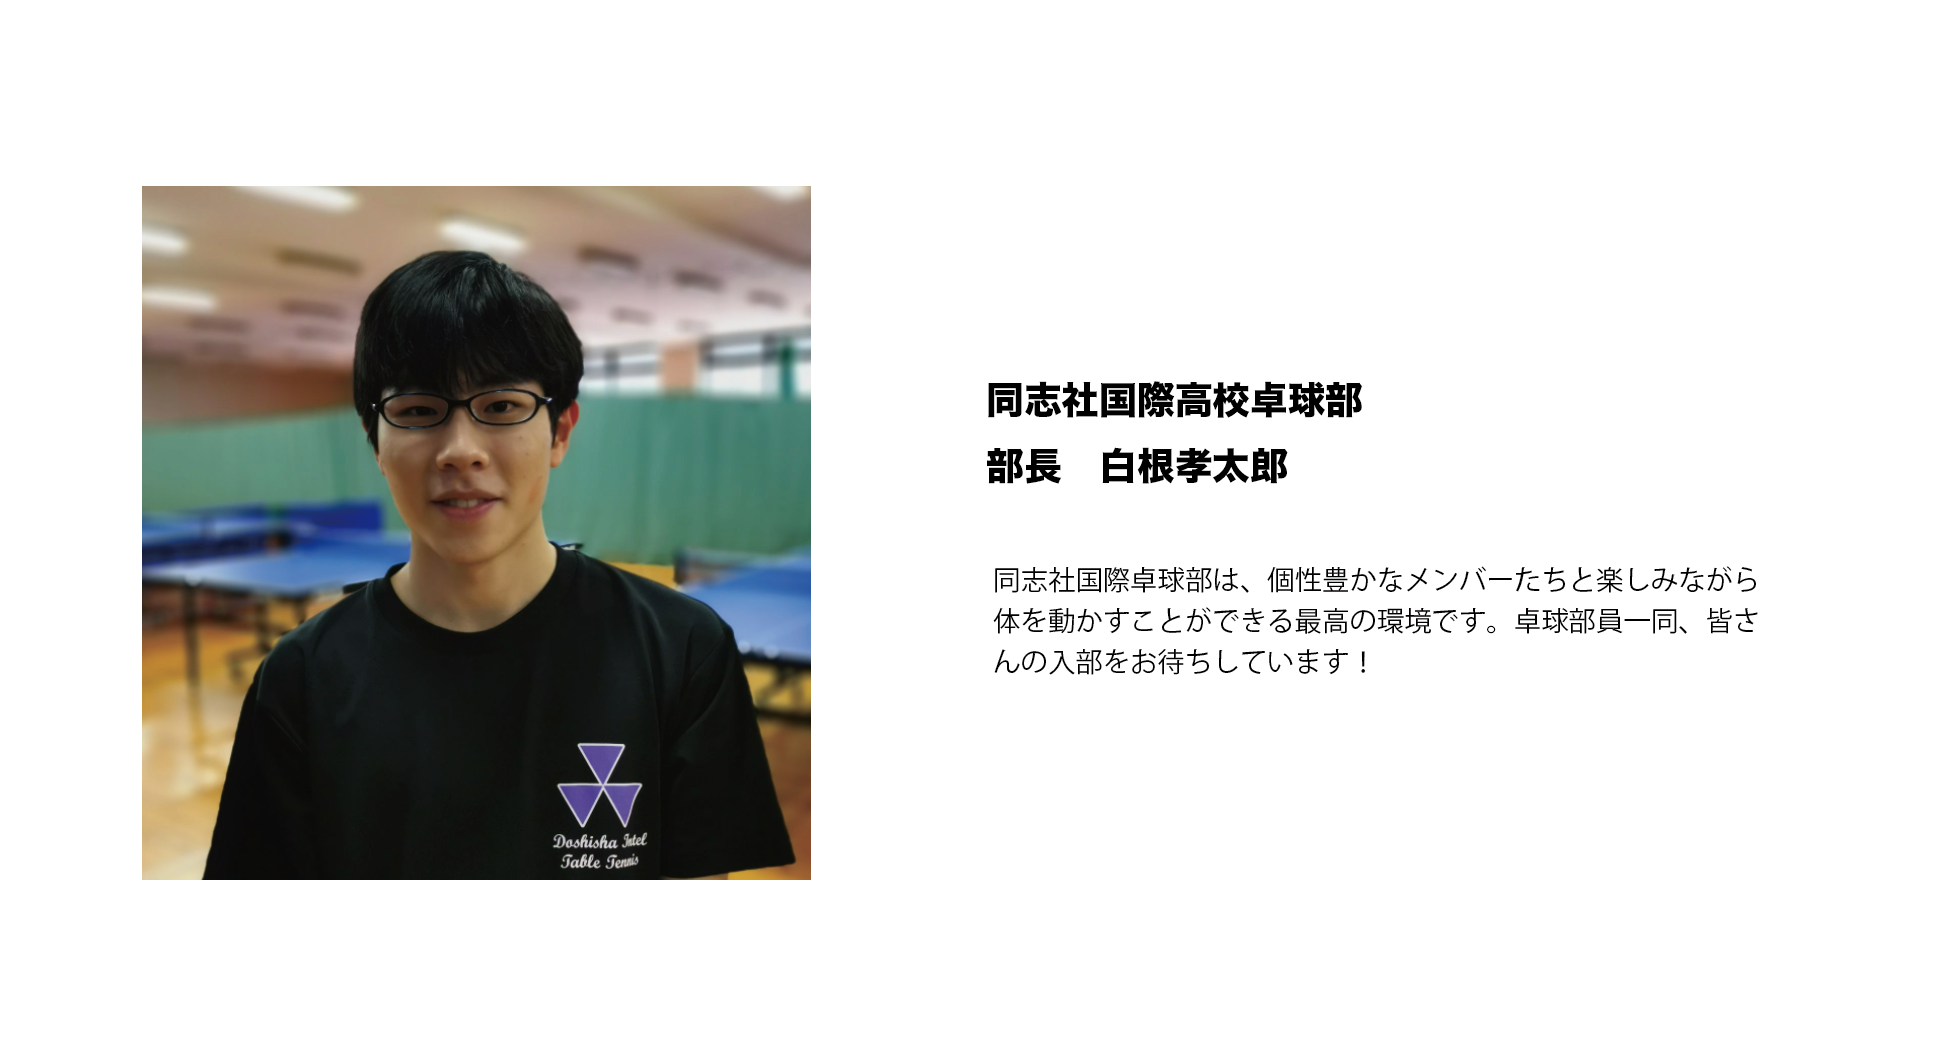 同志社国際高校卓球部
部長　白根孝太郎
同志社国際卓球部は、個性豊かなメンバーたちと楽しみながら
体を動かすことができる最高の環境です。卓球部員一同、皆さ
んの入部をお待ちしています！
Doshisha Intel
Table Tennis